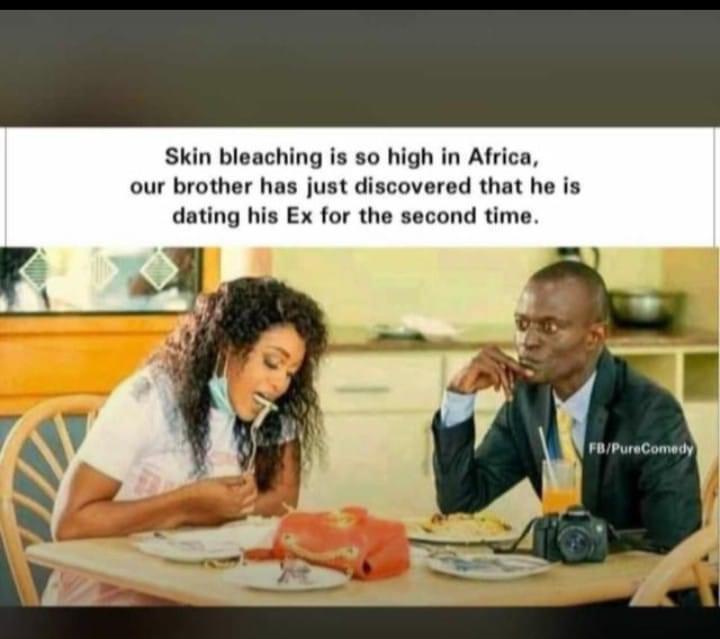 Skin bleaching is so high in Africa,
our brother has just discovered that he is
dating his Ex for the second time.
FB/PureComedy